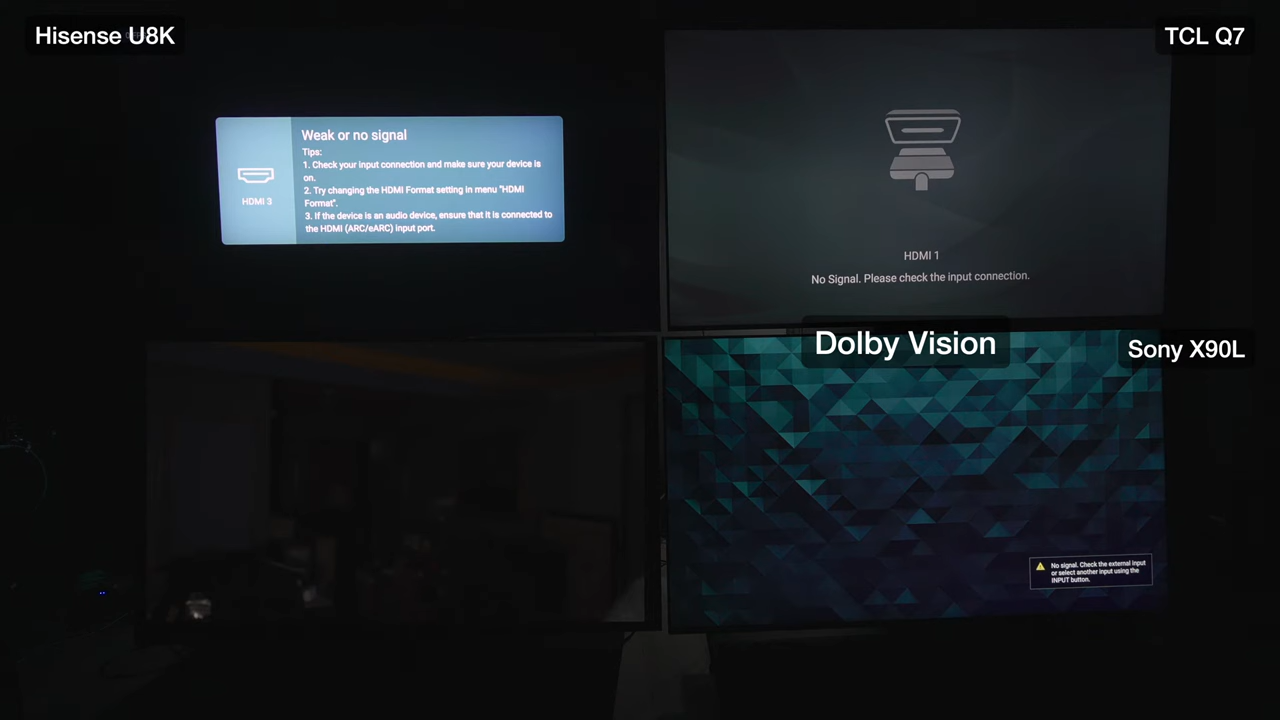 Hisense U8K
TCL Q7
Weak or no signal
Tips:
1. Check your input connection and make sure your device is
on.
2. Try changing the HDMI Format setting in menu "HDMI
Format".
3. If the device is an audio device, ensure that it is connected to
the HDMI (ARC/eARC) input port.
HDMI 3
HDMI 1
No Signal. Please check the input connection.
Dolby Vision
Sony X90L
No signal. Check the external input
or select another input using the
INPUT button.